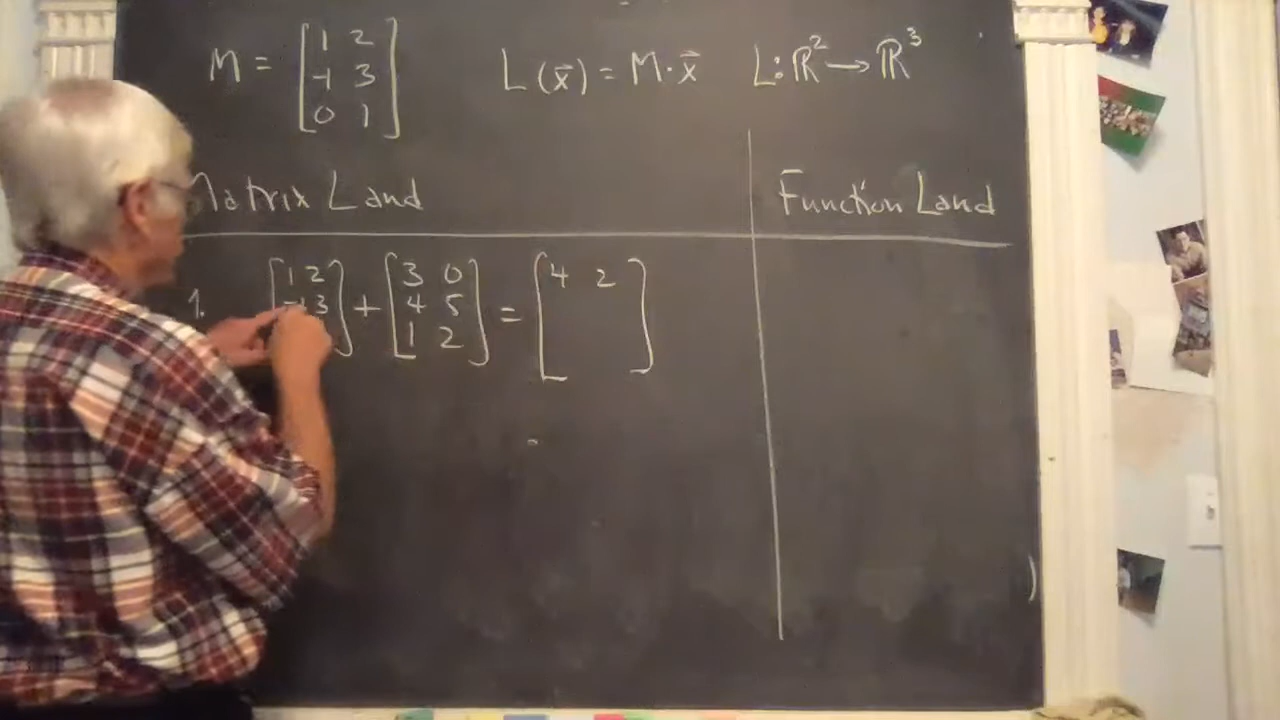 M = [1 2 -1 3 0 1] L(x⃗) = M·x⃗ L: ℝ² → ℝ³
Matrix Land Function Land
1. [1 2 -1 3] + [3 0 4 5 1 2] = [4 2]